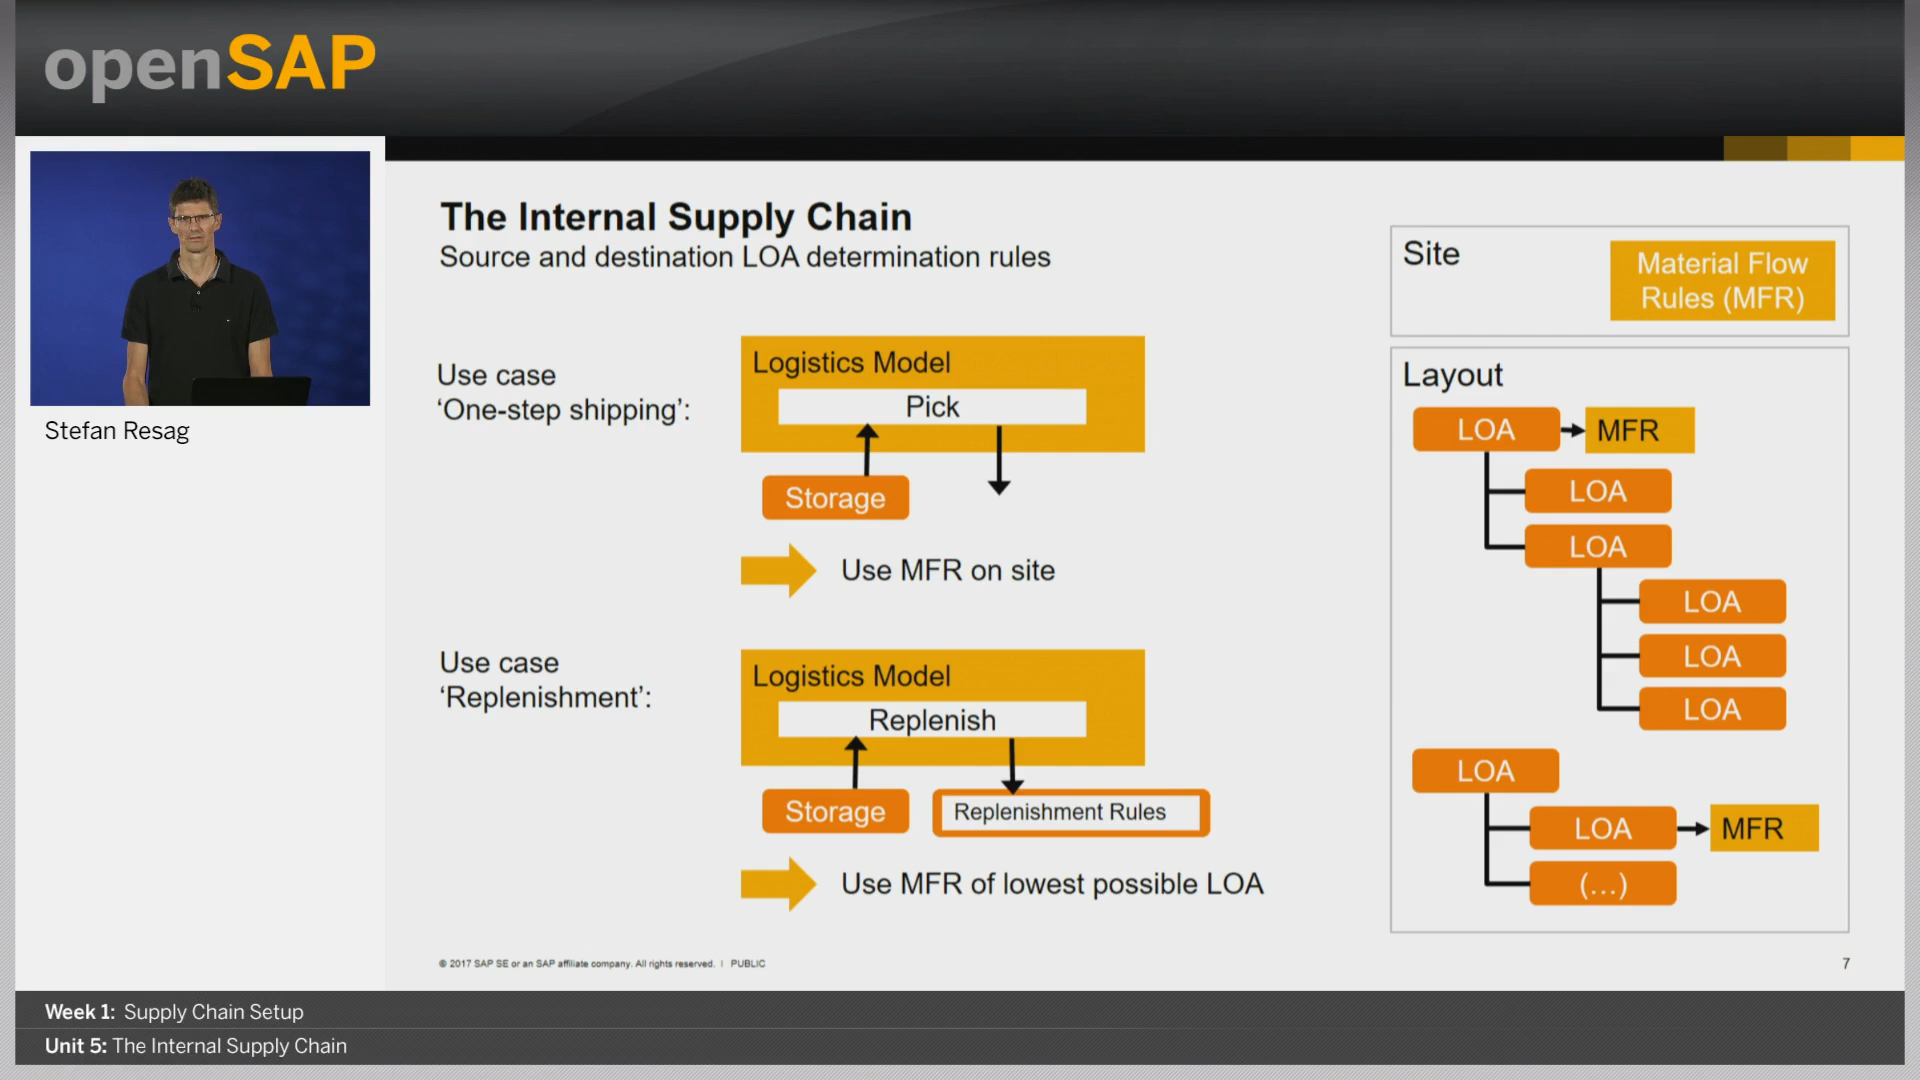 openSAP
Stefan Resag
The Internal Supply Chain
Source and destination LOA determination rules
Use case
‘One-step shipping’:
Logistics Model
Pick
Storage
Use MFR on site
Use case
‘Replenishment’:
Logistics Model
Replenish
Storage
Replenishment Rules
Use MFR of lowest possible LOA
Site
Material Flow
Rules (MFR)
Layout
LOA
MFR
LOA
LOA
LOA
LOA
LOA
LOA
LOA
MFR
(...)
© 2017 SAP SE or an SAP affiliate company. All rights reserved. | PUBLIC
7
Week 1: Supply Chain Setup
Unit 5: The Internal Supply Chain